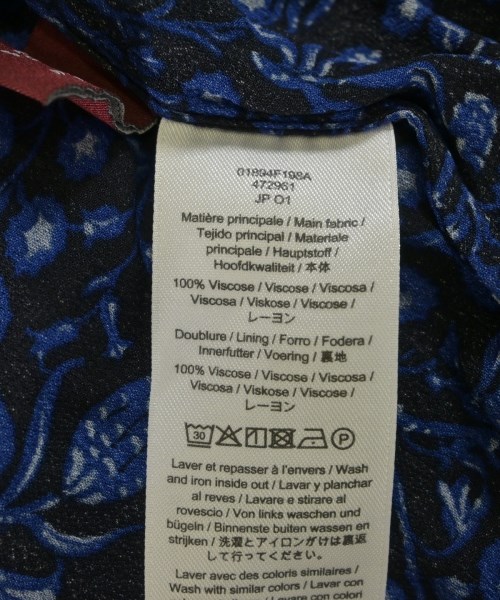 01894F198A
472961
JP O1
Matière principale / Main fabric /
Tejido principal / Materiale
principale / Hauptstoff /
Hoofdkwaliteit / 本体
100% Viscose / Viscose / Viscosa /
Viscosa / Viskose / Viscose /
レーヨン
Doublure / Lining / Forro / Fodera /
Innerfutter / Voering / 裏地
100% Viscose / Viscose / Viscosa /
Viscosa / Viskose / Viscose /
レーヨン
30 P
Laver et repasser à l'envers / Wash
and iron inside out / Lavar y planchar
al reves / Lavare e stirare al
rovescio / Von links waschen und
bügeln / Binnenste buiten wassen en
strijken / 洗濯とアイロンがけは裏返
して行ってください。
Laver avec des coloris similaires /
Wash with similar colors / Lavar con